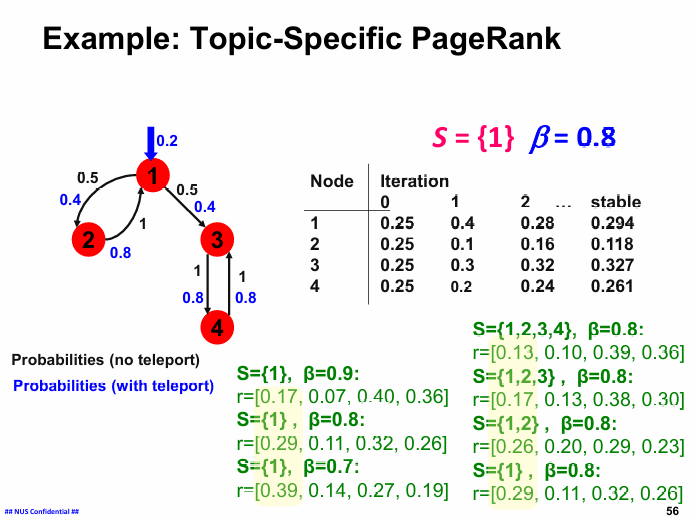 Example: Topic-Specific PageRank
S = {1} β = 0.8
0.2
1
0.5
0.4
0.5
0.4
1
0.8
2
3
1
0.8
1
0.8
4
Node Iteration
0 1 2 … stable
1 0.25 0.4 0.28 0.294
2 0.25 0.1 0.16 0.118
3 0.25 0.3 0.32 0.327
4 0.25 0.2 0.24 0.261
Probabilities (no teleport)
Probabilities (with teleport)
S={1}, β=0.9:
r=[0.17, 0.07, 0.40, 0.36]
S={1} , β=0.8:
r=[0.29, 0.11, 0.32, 0.26]
S={1}, β=0.7:
r=[0.39, 0.14, 0.27, 0.19]
S={1,2,3,4}, β=0.8:
r=[0.13, 0.10, 0.39, 0.36]
S={1,2,3} , β=0.8:
r=[0.17, 0.13, 0.38, 0.30]
S={1,2} , β=0.8:
r=[0.26, 0.20, 0.29, 0.23]
S={1} , β=0.8:
r=[0.29, 0.11, 0.32, 0.26]
## NUS Confidential ##
56